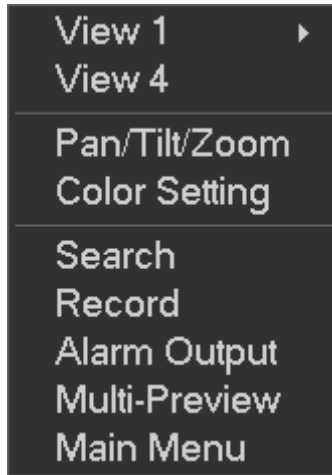 View 1
View 4
Pan/Tilt/Zoom
Color Setting
Search
Record
Alarm Output
Multi-Preview
Main Menu